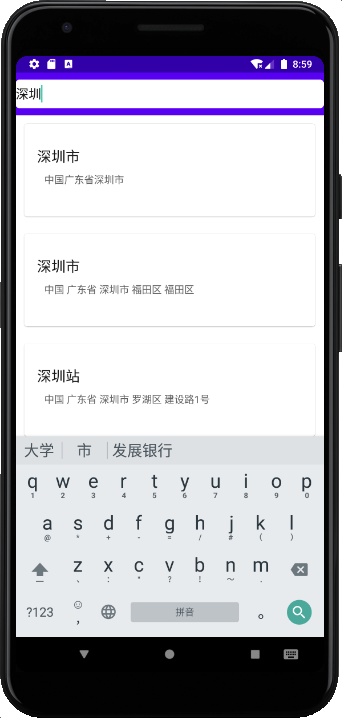 8:59
深圳
深圳市
中国广东省深圳市
深圳市
中国 广东省 深圳市 福田区 福田区
深圳站
中国 广东省 深圳市 罗湖区 建设路1号
大学 市 发展银行
q w e r t y u i o p
1 2 3 4 5 6 7 8 9 0
a s d f g h j k l
@ * + - = / # ( )
z x c v b n m
、 : " ? ! ～ .
?123 , 拼音 。